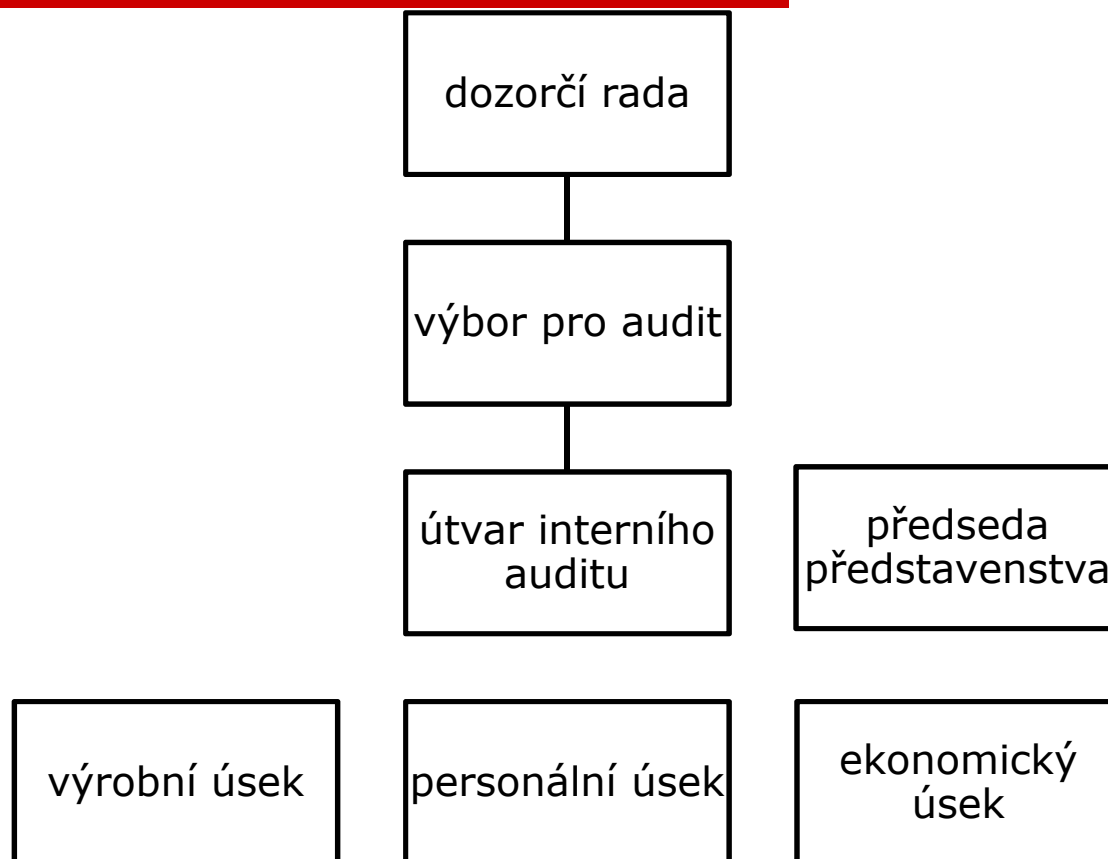 dozorčí rada
výbor pro audit
útvar interního
auditu
předseda
představenstva
výrobní úsek
personální úsek
ekonomický
úsek